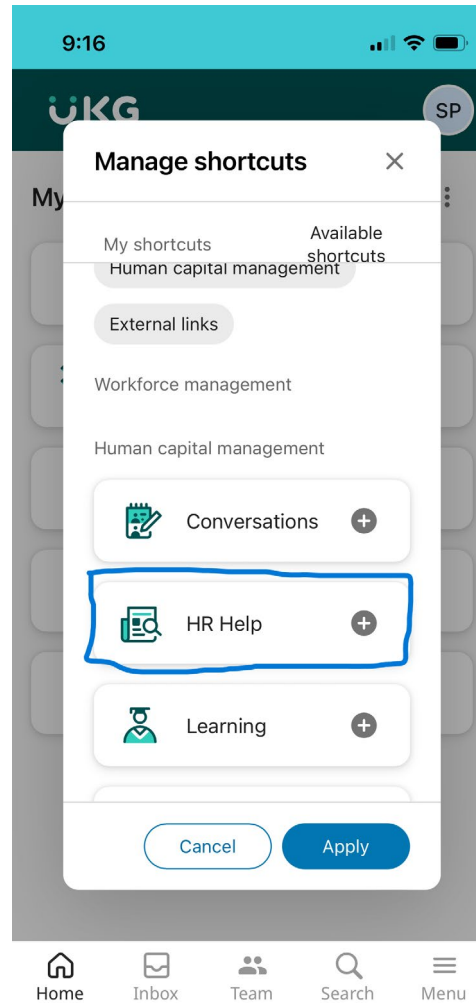 9:16
UKG
SP
Manage shortcuts
My
My shortcuts
Available
shortcuts
Human capital management
External links
Workforce management
Human capital management
Conversations
HR Help
Learning
Cancel
Apply
Home
Inbox
Team
Search
Menu